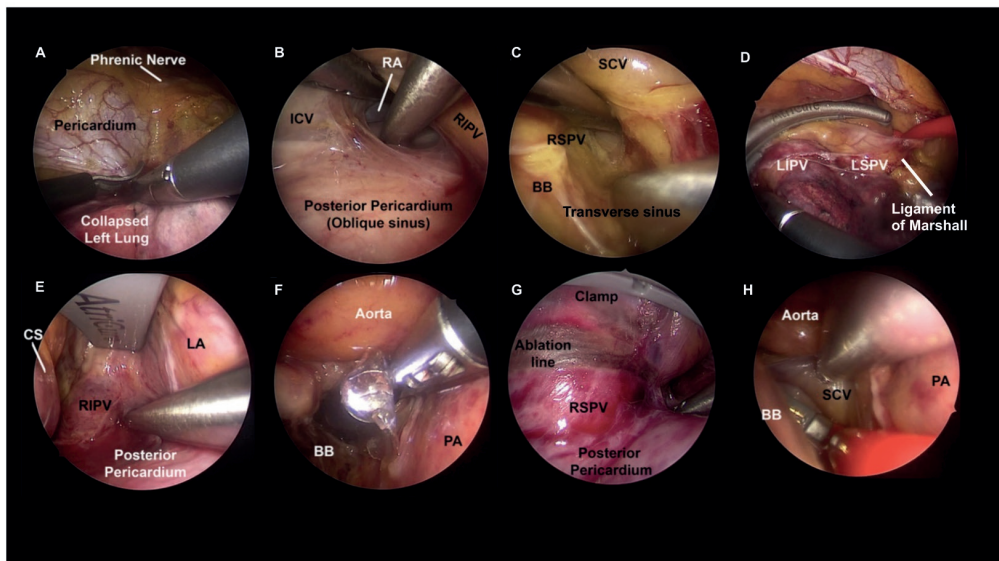 A
Phrenic Nerve
Pericardium
Collapsed
Left Lung
B
RA
ICV
RIPV
Posterior Pericardium
(Oblique sinus)
C
SCV
RSPV
BB
Transverse sinus
D
LIPV
LSPV
Ligament
of Marshall
E
CS
LA
RIPV
Posterior
Pericardium
F
Aorta
BB
PA
G
Clamp
Ablation
line
RSPV
Posterior
Pericardium
H
Aorta
SCV
PA
BB